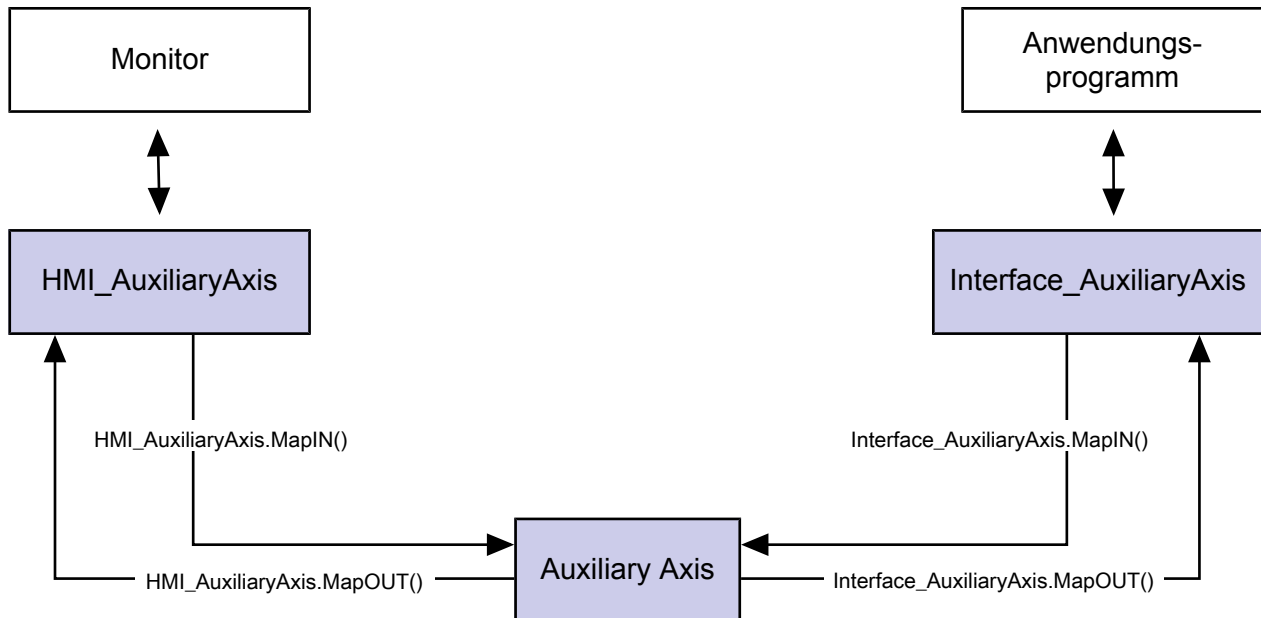 Monitor
Anwendungs-
programm
HMI_AuxiliaryAxis
Interface_AuxiliaryAxis
HMI_AuxiliaryAxis.MapIN()
Interface_AuxiliaryAxis.MapIN()
Auxiliary Axis
HMI_AuxiliaryAxis.MapOUT()
Interface_AuxiliaryAxis.MapOUT()